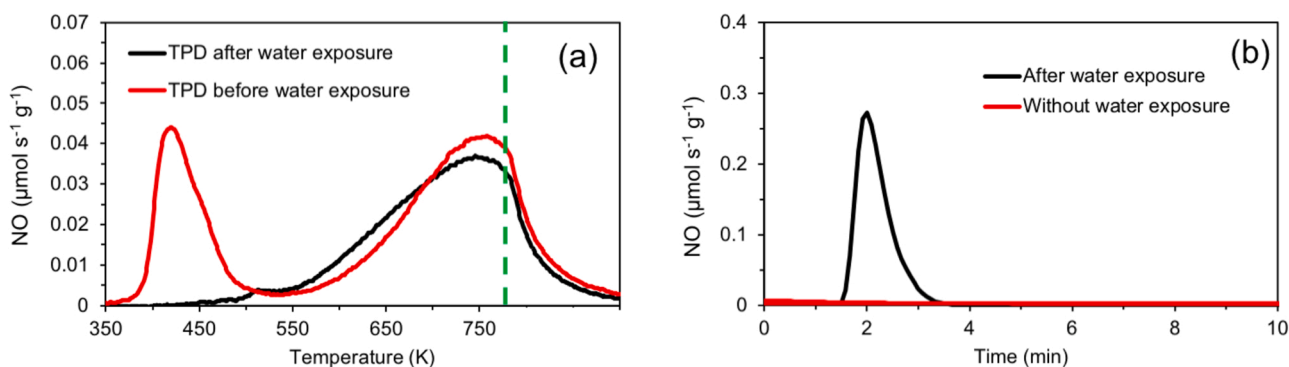 0.07
0.06
0.05
0.04
0.03
0.02
0.01
0
NO (µmol s⁻¹ g⁻¹)
TPD after water exposure
TPD before water exposure
(a)
350
450
550
650
750
Temperature (K)
0.4
0.3
0.2
0.1
0
NO (µmol s⁻¹ g⁻¹)
After water exposure
Without water exposure
(b)
0
2
4
6
8
10
Time (min)